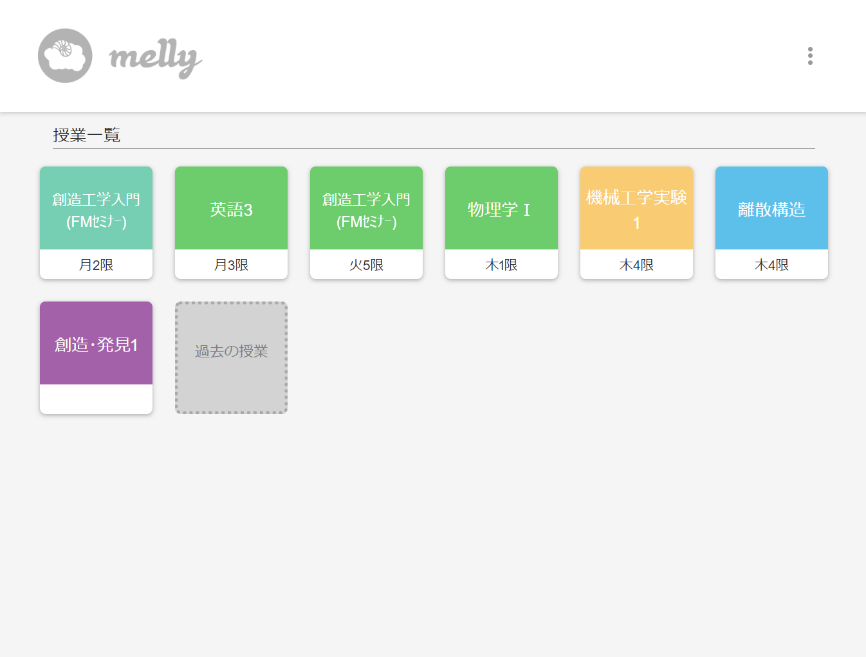 melly
授業一覧
創造工学入門
(FMセミナー)
月2限
英語3
月3限
創造工学入門
(FMセミナー)
火5限
物理学Ⅰ
木1限
機械工学実験
1
木4限
離散構造
木4限
創造・発見1
過去の授業